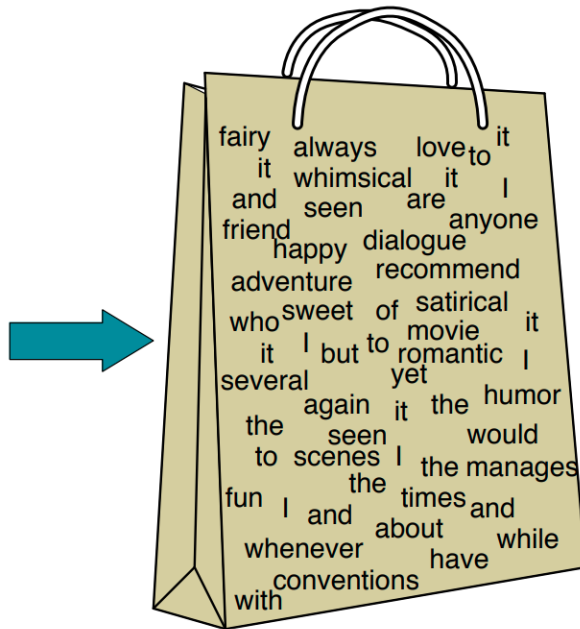 fairy always love to it
it whimsical it I
and seen are anyone
friend happy dialogue
adventure recommend
who sweet of satirical it
it I but to movie romantic I
several yet
again it the humor
the seen would
to scenes I the manages
fun I and the times and
whenever about have while
with conventions